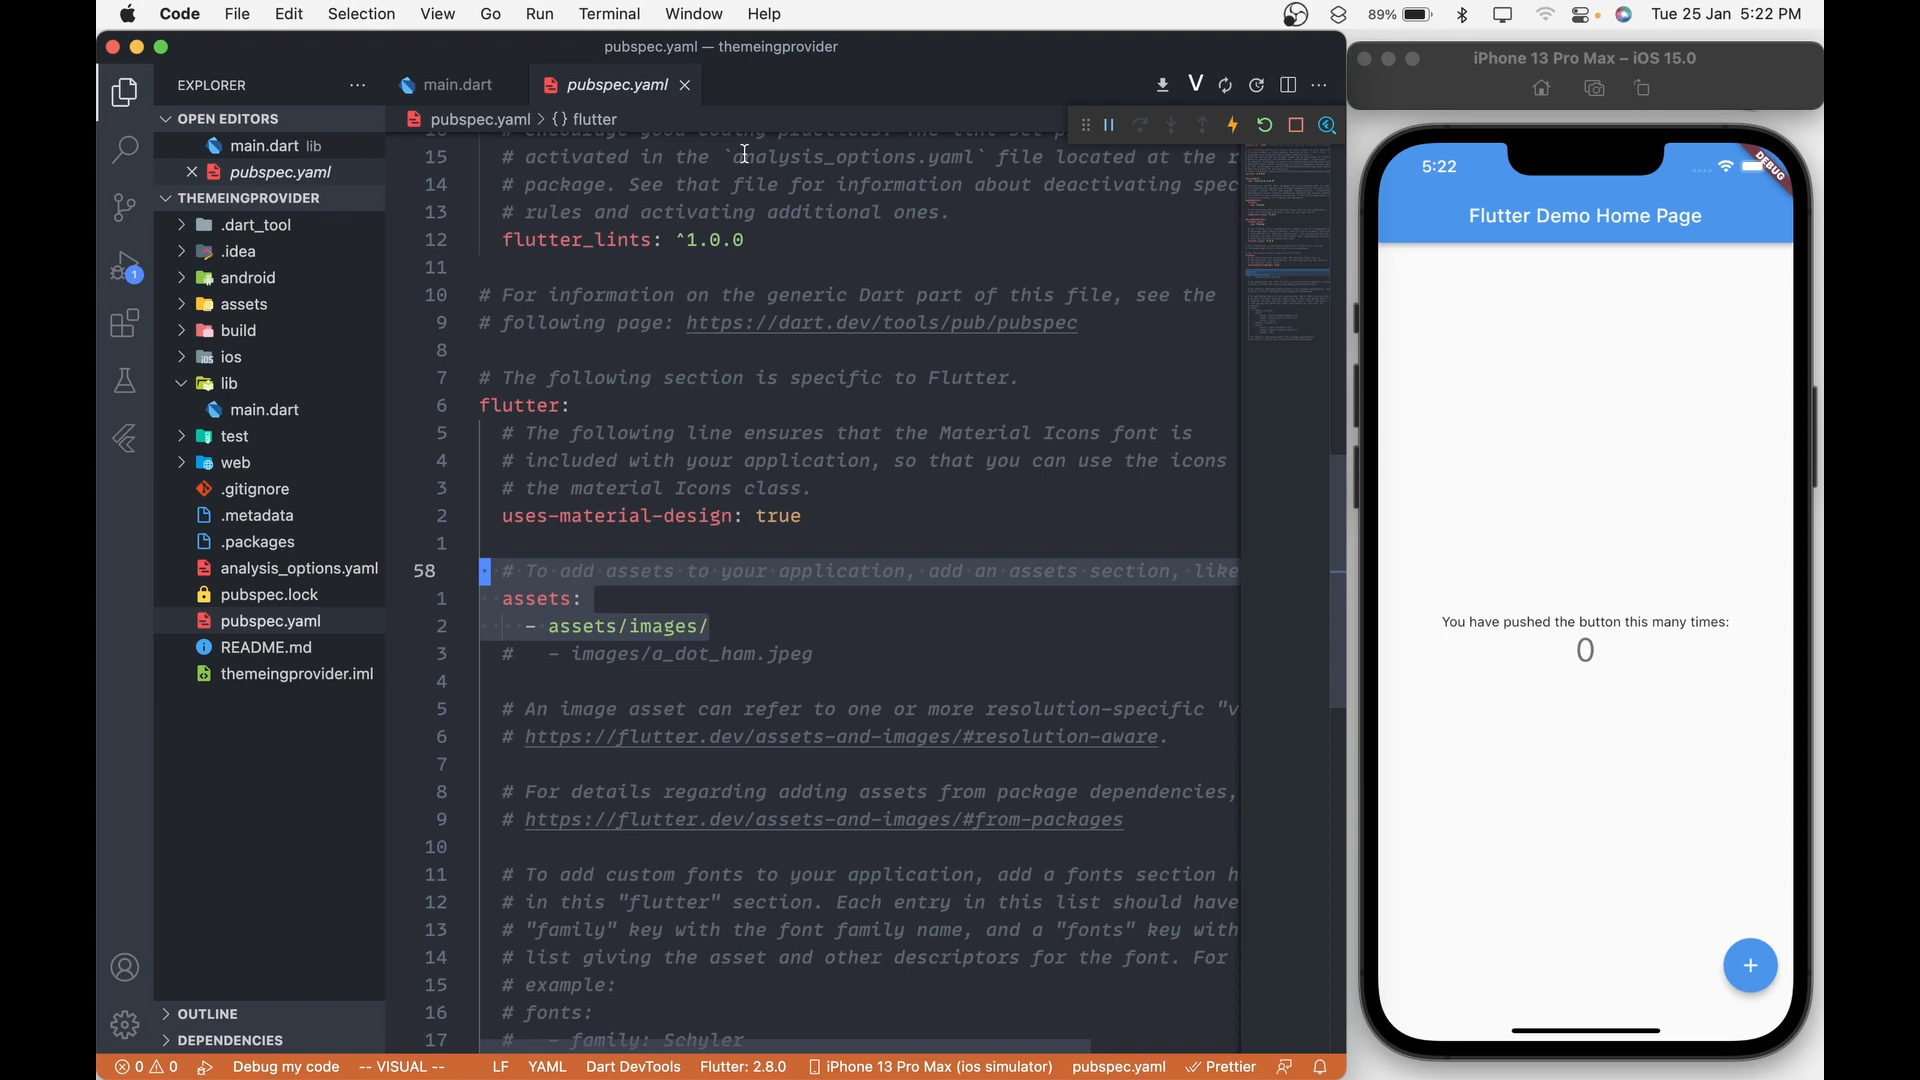 Code File Edit Selection View Go Run Terminal Window Help
89% Tue 25 Jan 5:22 PM
pubspec.yaml — themeingprovider
EXPLORER
OPEN EDITORS
main.dart lib
pubspec.yaml
THEMEINGPROVIDER
.dart_tool
.idea
android
assets
build
ios
lib
main.dart
test
web
.gitignore
.metadata
.packages
analysis_options.yaml
pubspec.lock
pubspec.yaml
README.md
themeingprovider.iml
OUTLINE
DEPENDENCIES
1
main.dart pubspec.yaml
V
pubspec.yaml > {} flutter
15 # activated in the `analysis_options.yaml` file located at the r
14 # package. See that file for information about deactivating spec
13 # rules and activating additional ones.
12 flutter_lints: ^1.0.0
11
10 # For information on the generic Dart part of this file, see the
9 # following page: https://dart.dev/tools/pub/pubspec
8
7 # The following section is specific to Flutter.
6 flutter:
5 # The following line ensures that the Material Icons font is
4 # included with your application, so that you can use the icons
3 # the material Icons class.
2 uses-material-design: true
1
58 # To add assets to your application, add an assets section, like
1 assets:
2 - assets/images/
3 # - images/a_dot_ham.jpeg
4
5 # An image asset can refer to one or more resolution-specific "v
6 # https://flutter.dev/assets-and-images/#resolution-aware.
7
8 # For details regarding adding assets from package dependencies,
9 # https://flutter.dev/assets-and-images/#from-packages
10
11 # To add custom fonts to your application, add a fonts section h
12 # in this "flutter" section. Each entry in this list should have
13 # "family" key with the font family name, and a "fonts" key with
14 # list giving the asset and other descriptors for the font. For
15 # example:
16 # fonts:
17 # - family: Schyler
0 0 Debug my code -- VISUAL -- LF YAML Dart DevTools Flutter: 2.8.0 iPhone 13 Pro Max (ios simulator) pubspec.yaml Prettier
iPhone 13 Pro Max – iOS 15.0
5:22
DEBUG
Flutter Demo Home Page
You have pushed the button this many times:
0
+